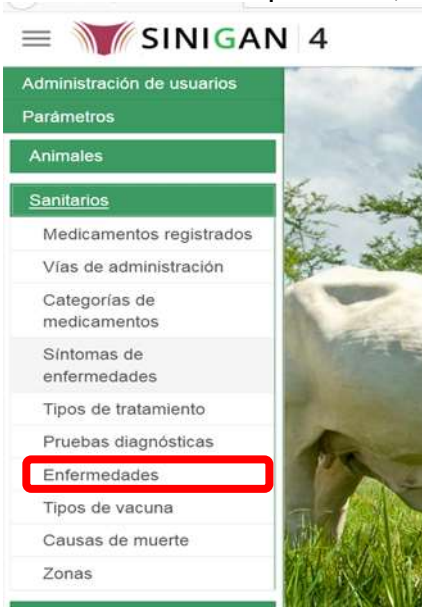 SINIGAN 4
Administración de usuarios
Parámetros
Animales
Sanitarios
Medicamentos registrados
Vías de administración
Categorías de
medicamentos
Síntomas de
enfermedades
Tipos de tratamiento
Pruebas diagnósticas
Enfermedades
Tipos de vacuna
Causas de muerte
Zonas